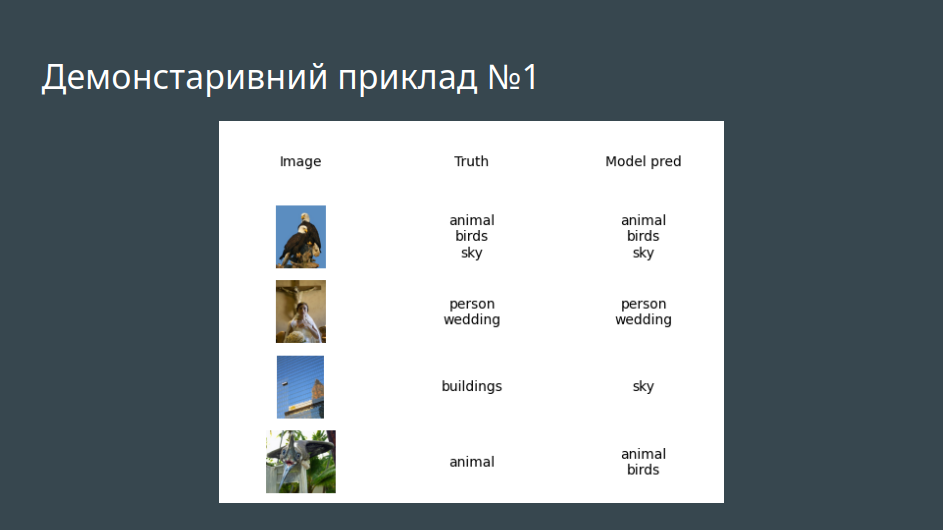 Демонстаривний приклад №1
Image Truth Model pred
animal animal
birds birds
sky sky
person person
wedding wedding
buildings sky
animal animal
birds